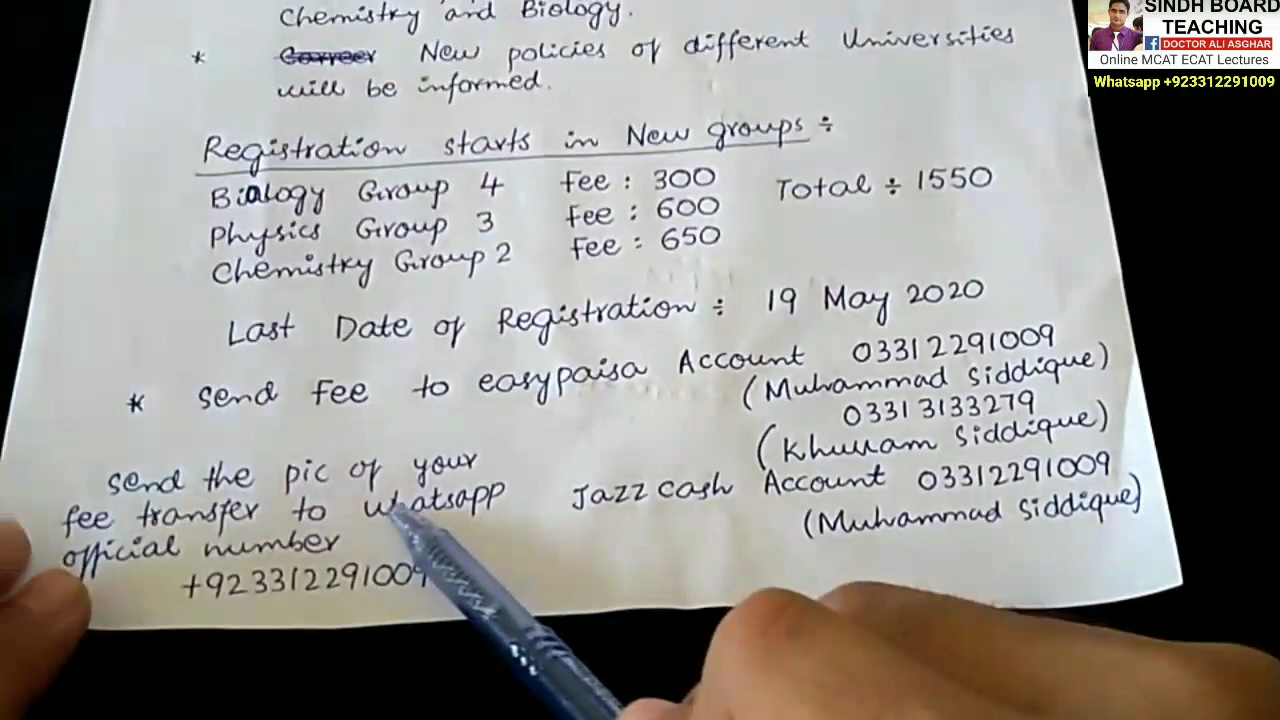 Chemistry and Biology.
* New policies of different Universities
will be informed.
Registration starts in New groups ÷
Biology Group 4 Fee : 300 Total ÷ 1550
Physics Group 3 Fee : 600
Chemistry Group 2 Fee : 650
Last Date of Registration ÷ 19 May 2020
* Send Fee to easypaisa Account 03312291009
(Muhammad Siddique)
03313133279
(Khurram Siddique)
Jazz cash Account 03312291009
(Muhammad Siddique)
Send the pic of your
fee transfer to whatsapp
official number
+923312291009
SINDH BOARD
TEACHING
f DOCTOR ALI ASGHAR
Online MCAT ECAT Lectures
Whatsapp +923312291009